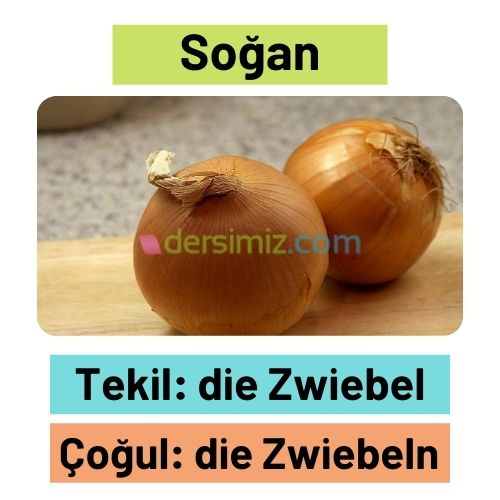 Soğan
dersimiz.com
Tekil: die Zwiebel
Çoğul: die Zwiebeln